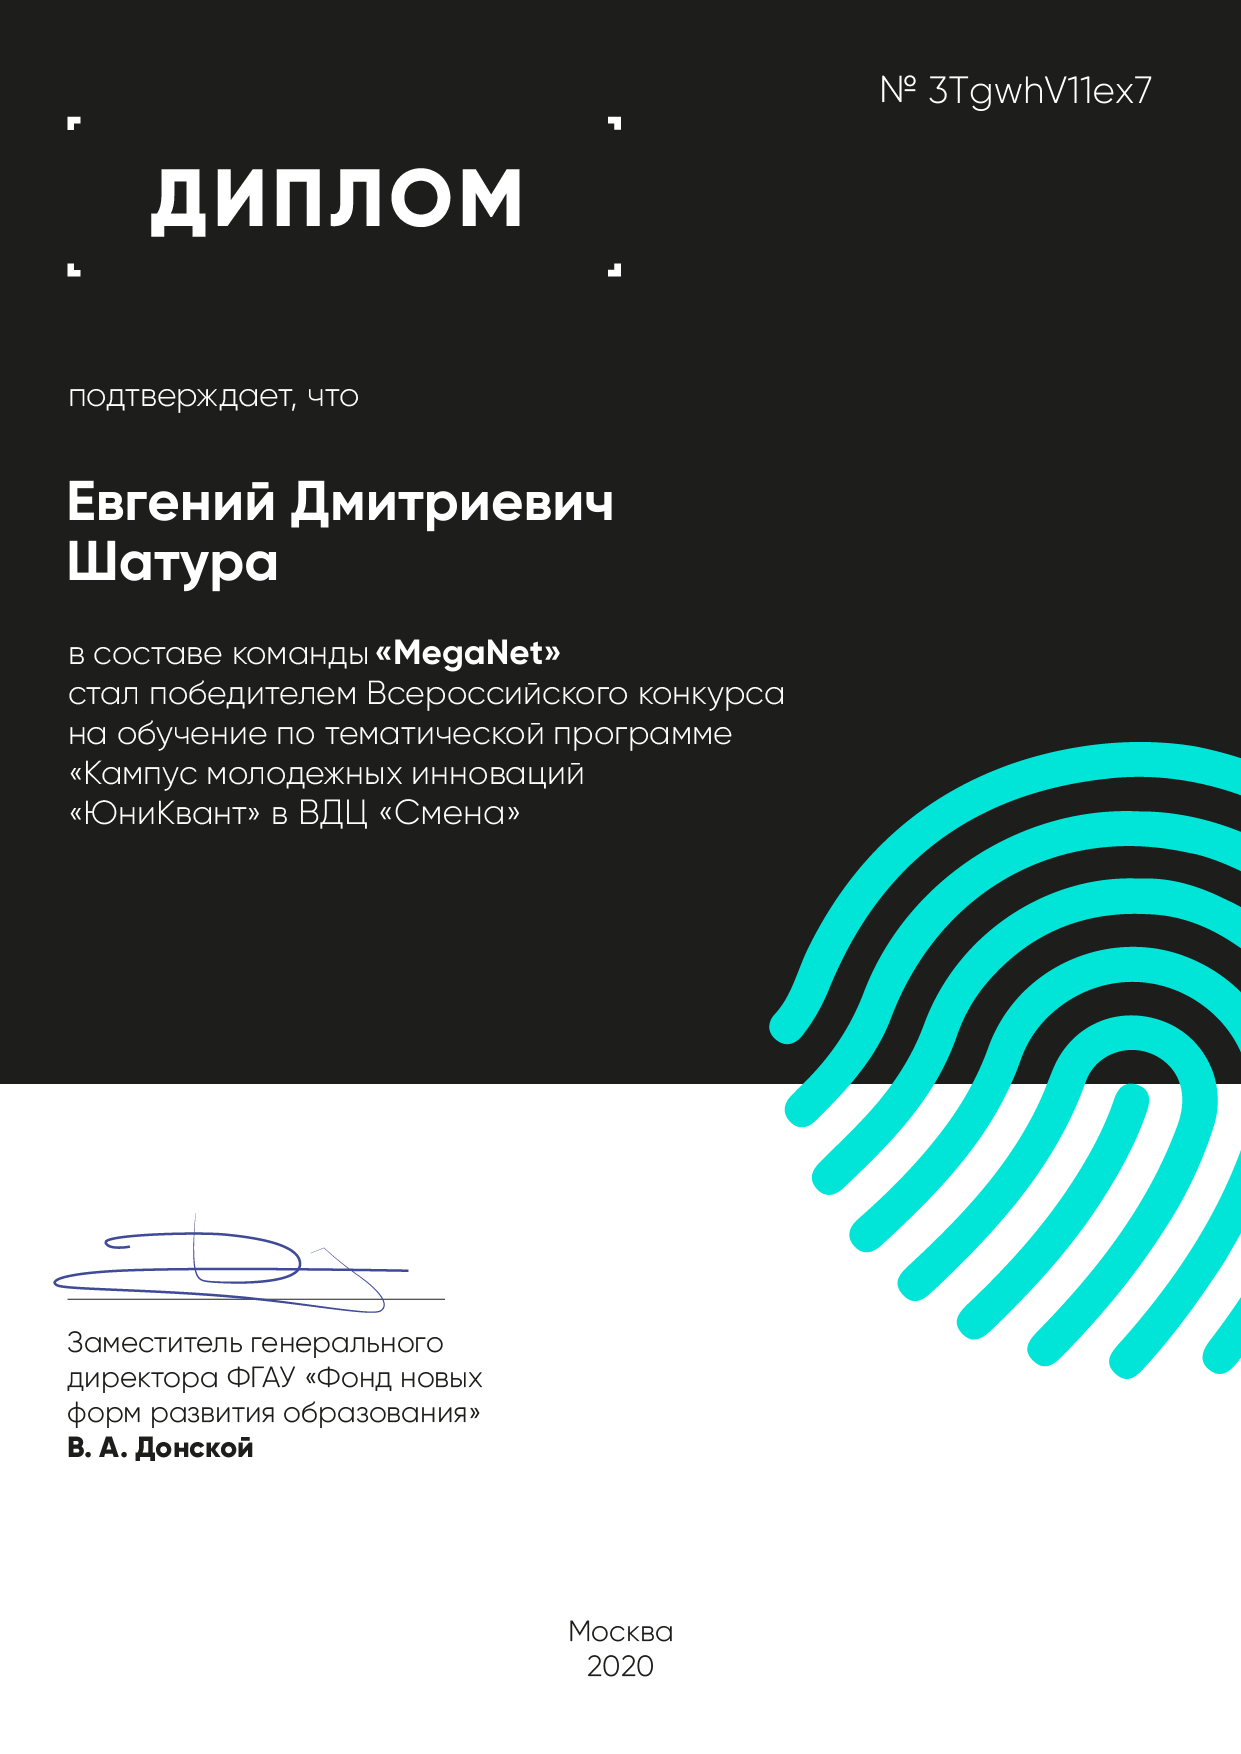 № 3TgwhV11ex7
ДИПЛОМ
подтверждает, что
Евгений Дмитриевич
Шатура
в составе команды «MegaNet»
стал победителем Всероссийского конкурса
на обучение по тематической программе
«Кампус молодежных инноваций
«ЮниКвант» в ВДЦ «Смена»
Заместитель генерального
директора ФГАУ «Фонд новых
форм развития образования»
В. А. Донской
Москва
2020